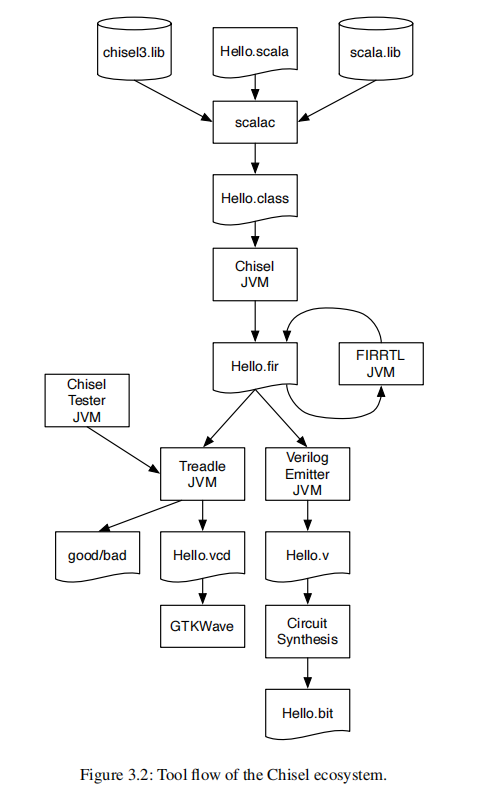 chisel3.lib
Hello.scala
scala.lib
scalac
Hello.class
Chisel
JVM
Hello.fir
FIRRTL
JVM
Chisel
Tester
JVM
Treadle
JVM
Verilog
Emitter
JVM
good/bad
Hello.vcd
Hello.v
GTKWave
Circuit
Synthesis
Hello.bit
Figure 3.2: Tool flow of the Chisel ecosystem.